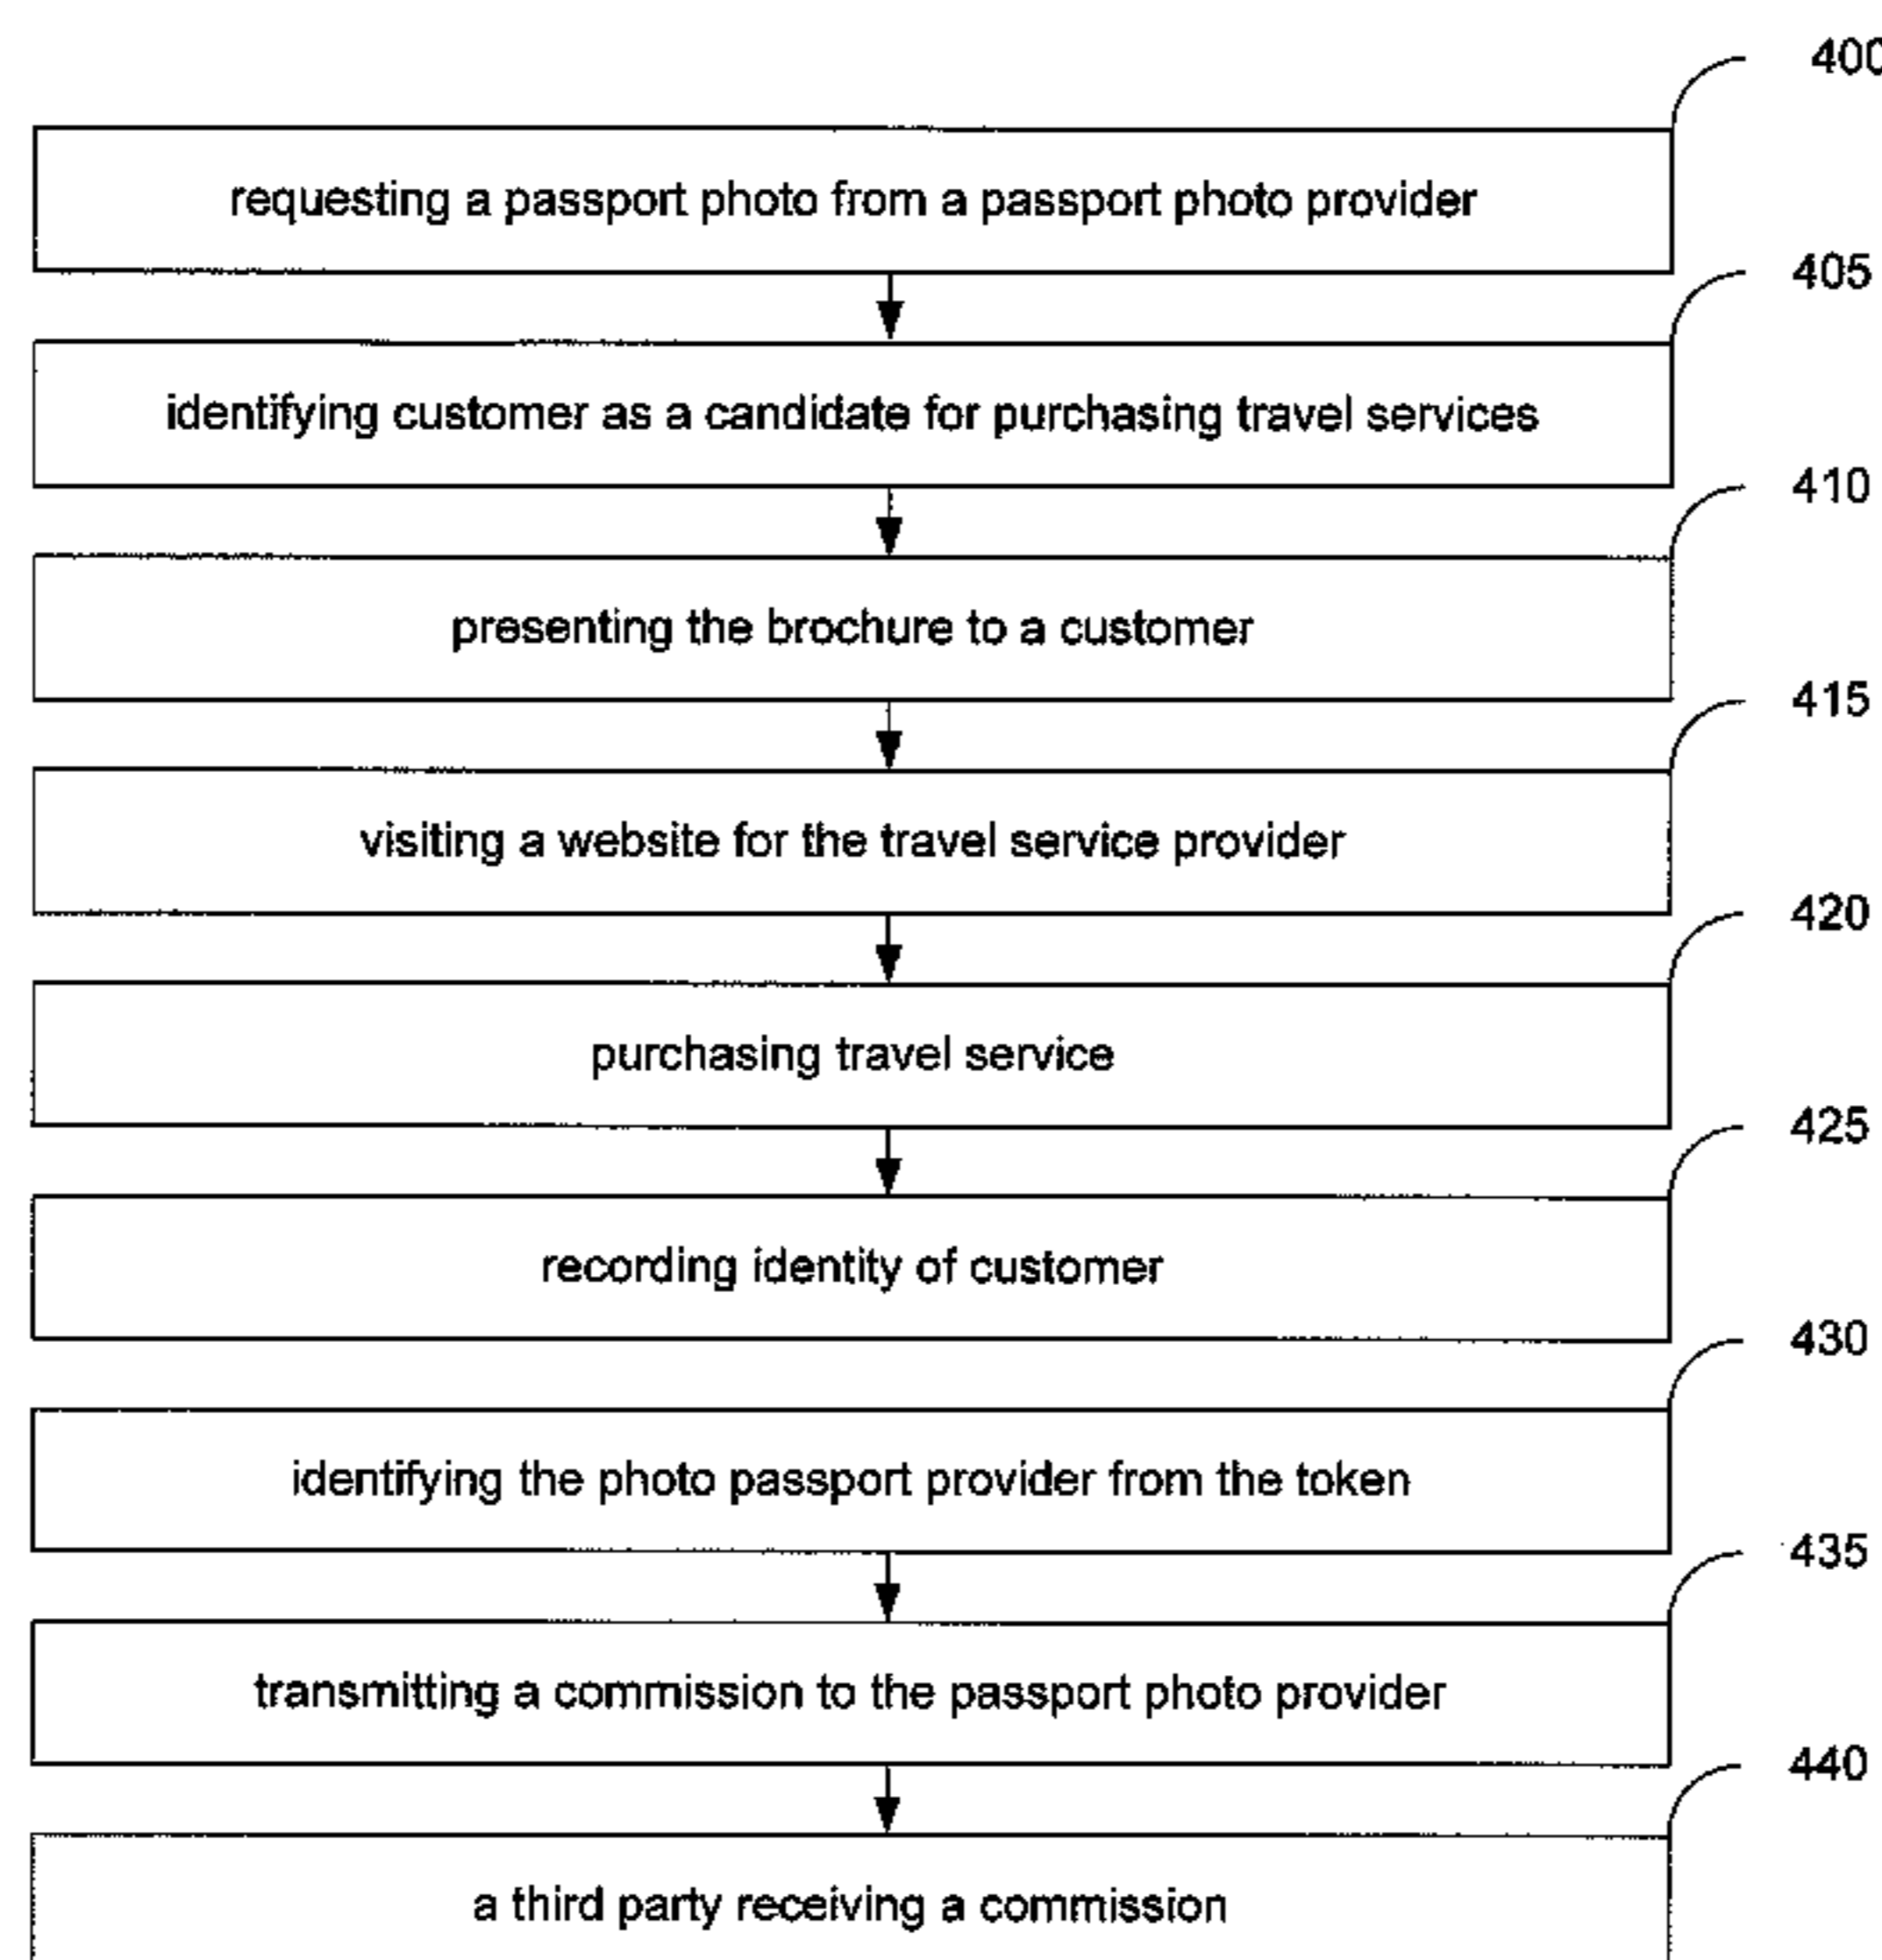 400
requesting a passport photo from a passport photo provider
405
identifying customer as a candidate for purchasing travel services
410
presenting the brochure to a customer
415
visiting a website for the travel service provider
420
purchasing travel service
425
recording identity of customer
430
identifying the photo passport provider from the token
435
transmitting a commission to the passport photo provider
440
a third party receiving a commission